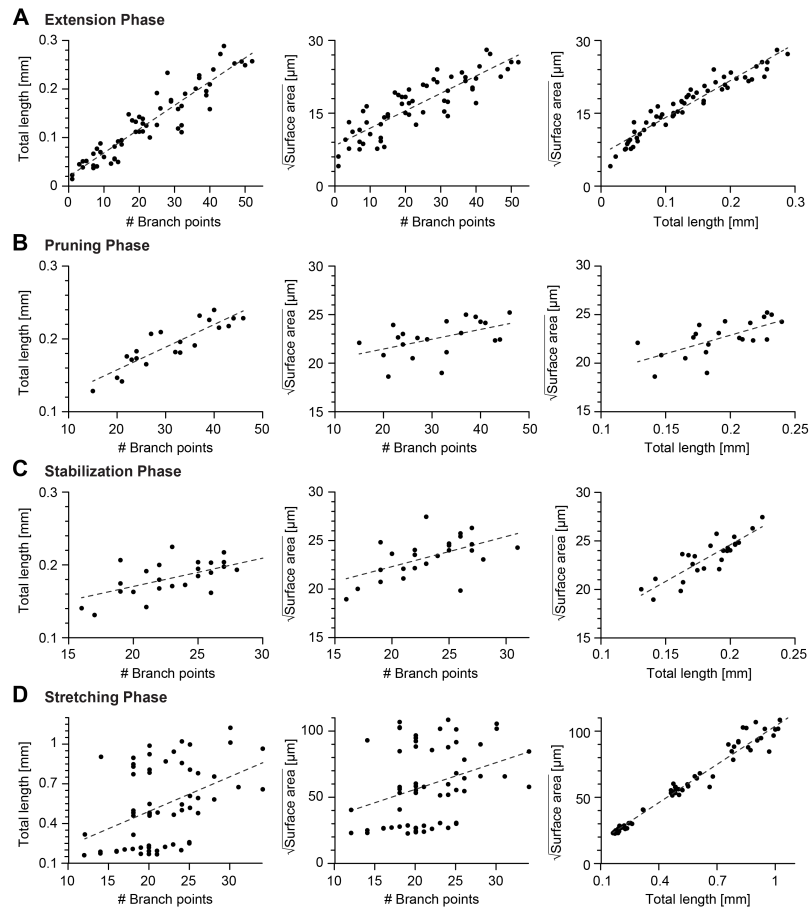 A Extension Phase
0.3
0.2
0.1
0
Total length [mm]
0 10 20 30 40 50
# Branch points
30
15
0
√Surface area [µm]
0 10 20 30 40 50
# Branch points
30
15
0
√Surface area [µm]
0 0.1 0.2 0.3
Total length [mm]
B Pruning Phase
0.3
0.2
0.1
Total length [mm]
10 20 30 40 50
# Branch points
30
25
20
15
√Surface area [µm]
10 20 30 40 50
# Branch points
30
25
20
15
√Surface area [µm]
0.1 0.15 0.2 0.25
Total length [mm]
C Stabilization Phase
0.3
0.2
0.1
Total length [mm]
15 20 25 30
# Branch points
30
25
20
15
√Surface area [µm]
15 20 25 30
# Branch points
30
25
20
15
√Surface area [µm]
0.1 0.15 0.2 0.25
Total length [mm]
D Stretching Phase
1
0.7
0.4
0.1
Total length [mm]
10 15 20 25 30
# Branch points
100
50
0
√Surface area [µm]
10 15 20 25 30
# Branch points
100
50
0
√Surface area [µm]
0.1 0.4 0.7 1
Total length [mm]